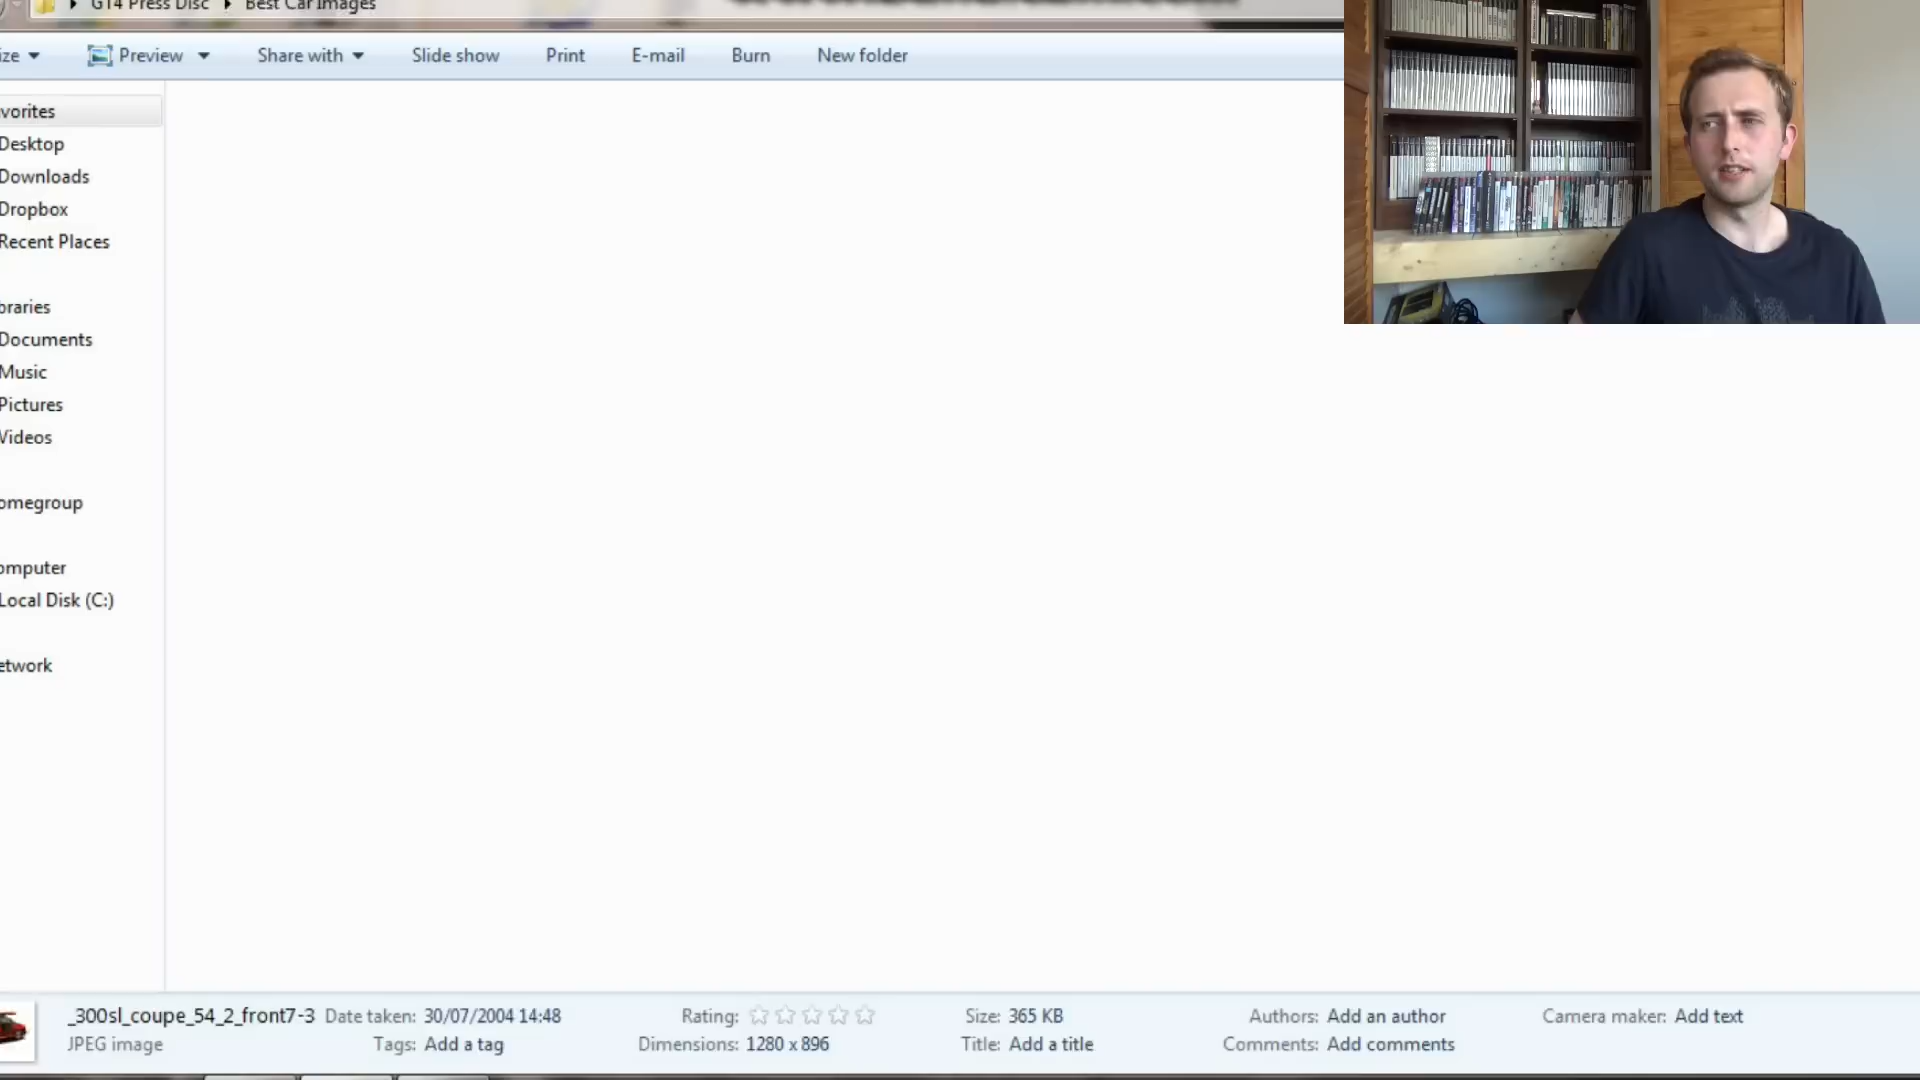 GT4 Press Disc Best Car Images
ize Preview Share with Slide show Print E-mail Burn New folder
vorites
Desktop
Downloads
Dropbox
Recent Places
braries
Documents
Music
Pictures
Videos
omegroup
omputer
Local Disk (C:)
etwork
_300sl_coupe_54_2_front7-3 Date taken: 30/07/2004 14:48 Rating: Size: 365 KB Authors: Add an author Camera maker: Add text
JPEG image Tags: Add a tag Dimensions: 1280 x 896 Title: Add a title Comments: Add comments